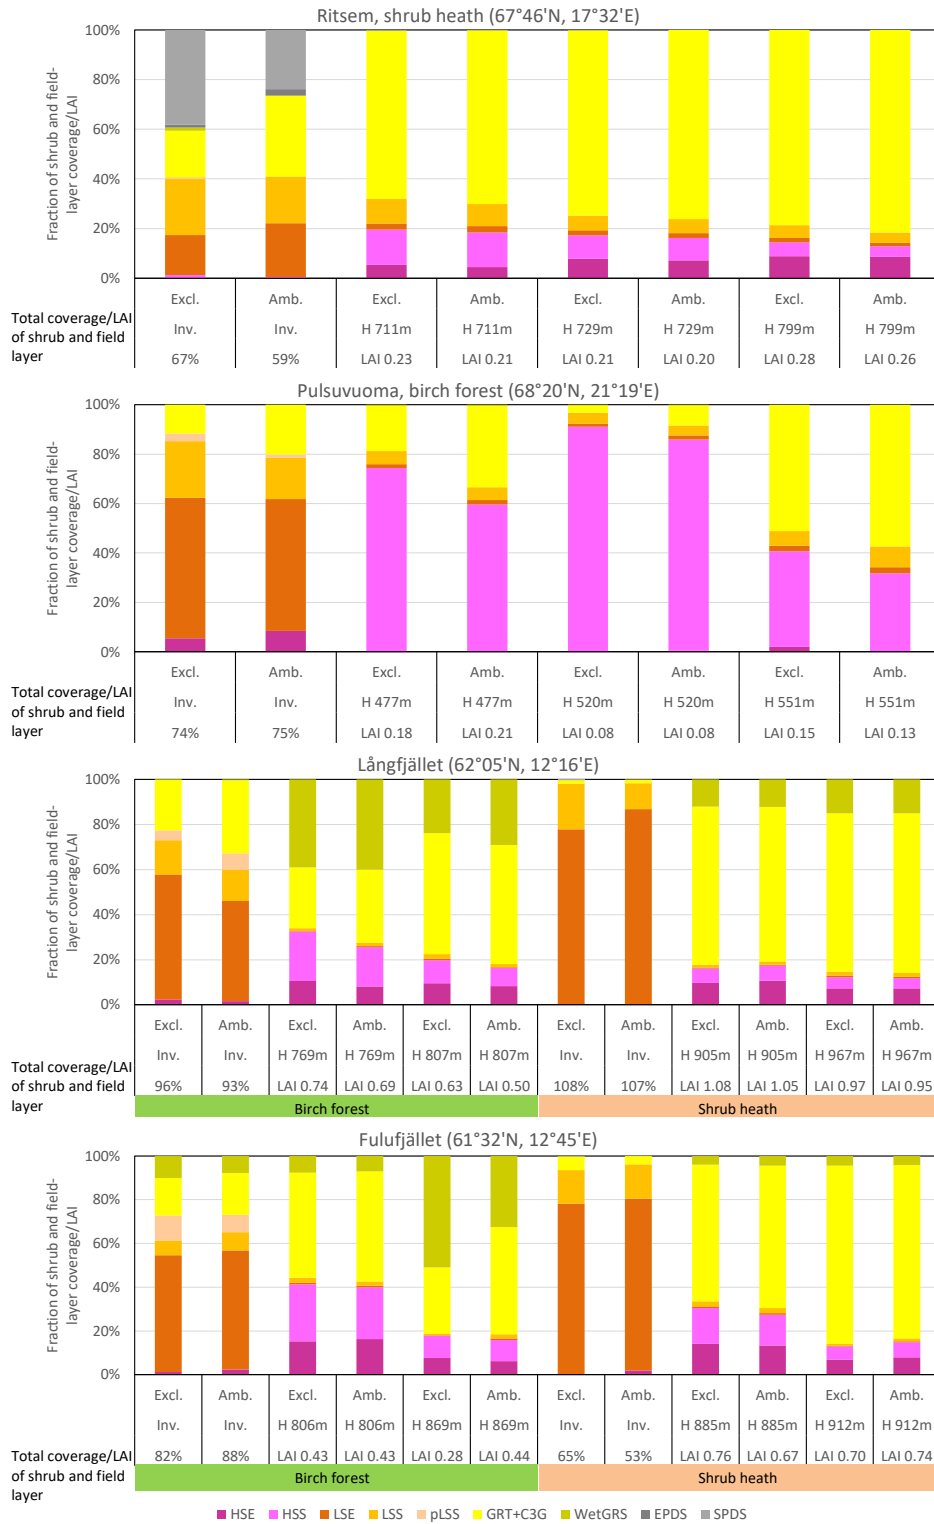 Ritsem, shrub heath (67°46'N, 17°32'E)
Fraction of shrub and field-
layer coverage/LAI
100%
80%
60%
40%
20%
0%
Excl. Amb. Excl. Amb. Excl. Amb. Excl. Amb.
Total coverage/LAI
of shrub and field
layer
Inv. Inv. H 711m H 711m H 729m H 729m H 799m H 799m
67% 59% LAI 0.23 LAI 0.21 LAI 0.21 LAI 0.20 LAI 0.28 LAI 0.26
Pulsuvuoma, birch forest (68°20'N, 21°19'E)
Fraction of shrub and field-
layer coverage/LAI
100%
80%
60%
40%
20%
0%
Excl. Amb. Excl. Amb. Excl. Amb. Excl. Amb.
Total coverage/LAI
of shrub and field
layer
Inv. Inv. H 477m H 477m H 520m H 520m H 551m H 551m
74% 75% LAI 0.18 LAI 0.21 LAI 0.08 LAI 0.08 LAI 0.15 LAI 0.13
Långfjället (62°05'N, 12°16'E)
Fraction of shrub and field-
layer coverage/LAI
100%
80%
60%
40%
20%
0%
Excl. Amb. Excl. Amb. Excl. Amb. Excl. Amb. Excl. Amb. Excl. Amb.
Inv. Inv. H 769m H 769m H 807m H 807m Inv. Inv. H 905m H 905m H 967m H 967m
Total coverage/LAI
of shrub and field
layer
96% 93% LAI 0.74 LAI 0.69 LAI 0.63 LAI 0.50 108% 107% LAI 1.08 LAI 1.05 LAI 0.97 LAI 0.95
Birch forest Shrub heath
Fulufjället (61°32'N, 12°45'E)
Fraction of shrub and field-
layer coverage/LAI
100%
80%
60%
40%
20%
0%
Excl. Amb. Excl. Amb. Excl. Amb. Excl. Amb. Excl. Amb. Excl. Amb.
Inv. Inv. H 806m H 806m H 869m H 869m Inv. Inv. H 885m H 885m H 912m H 912m
Total coverage/LAI
of shrub and field
layer
82% 88% LAI 0.43 LAI 0.43 LAI 0.28 LAI 0.44 65% 53% LAI 0.76 LAI 0.67 LAI 0.70 LAI 0.74
Birch forest Shrub heath
HSE HSS LSE LSS pLSS GRT+C3G WetGRS EPDS SPDS